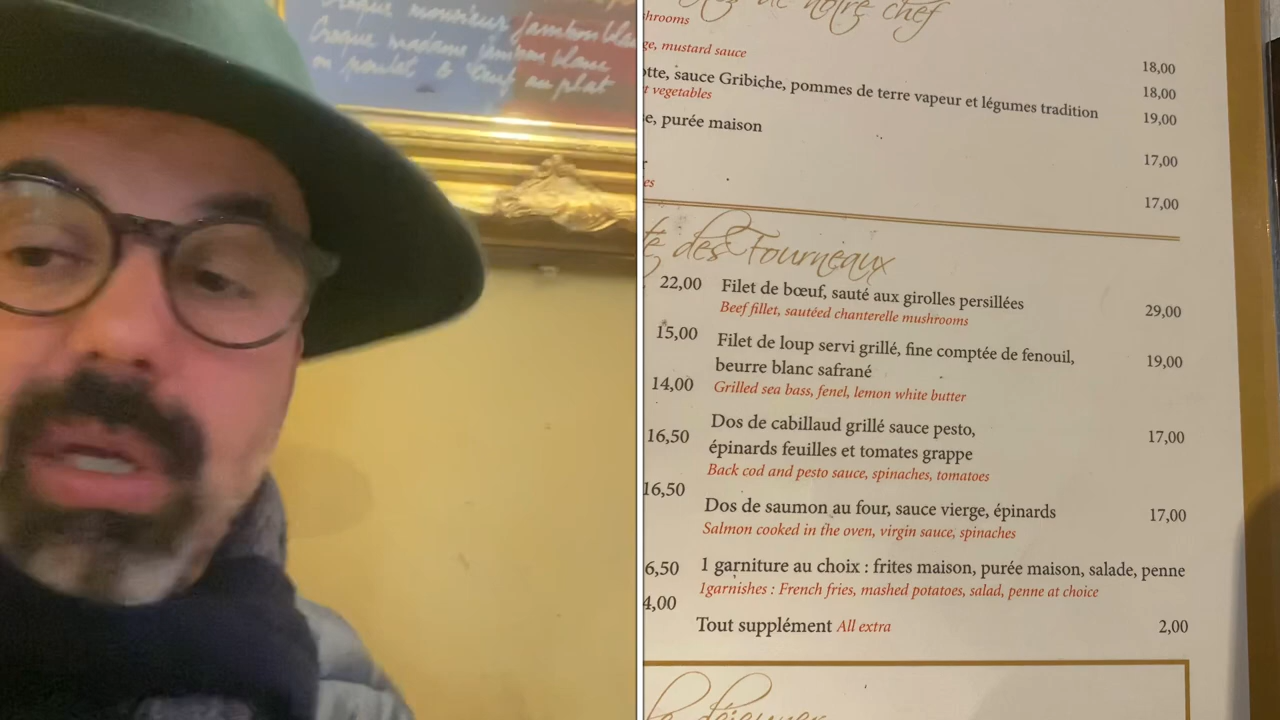 Croque monsieur jambon bla
Croque madame jambon blanc
ou poulet & œuf au plat
de notre chef
hrooms
ge, mustard sauce
18,00
otte, sauce Gribiche, pommes de terre vapeur et légumes tradition
18,00
t vegetables
19,00
e, purée maison
17,00
es
17,00
té des Fourneaux
22,00 Filet de bœuf, sauté aux girolles persillées 29,00
Beef fillet, sautéed chanterelle mushrooms
15,00 Filet de loup servi grillé, fine comptée de fenouil, 19,00
beurre blanc safrané
14,00 Grilled sea bass, fenel, lemon white butter
Dos de cabillaud grillé sauce pesto, 17,00
16,50 épinards feuilles et tomates grappe
Back cod and pesto sauce, spinaches, tomatoes
16,50 Dos de saumon au four, sauce vierge, épinards 17,00
Salmon cooked in the oven, virgin sauce, spinaches
6,50 1 garniture au choix : frites maison, purée maison, salade, penne
1garnishes : French fries, mashed potatoes, salad, penne at choice
4,00 Tout supplément All extra 2,00
déjeuner